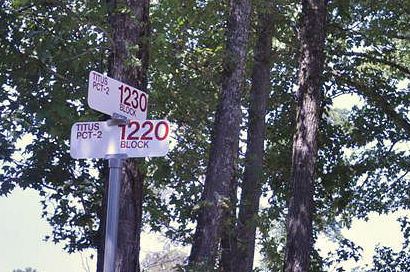 TITUS 1230
PCT-2 BLOCK
TITUS 1220
PCT-2 BLOCK